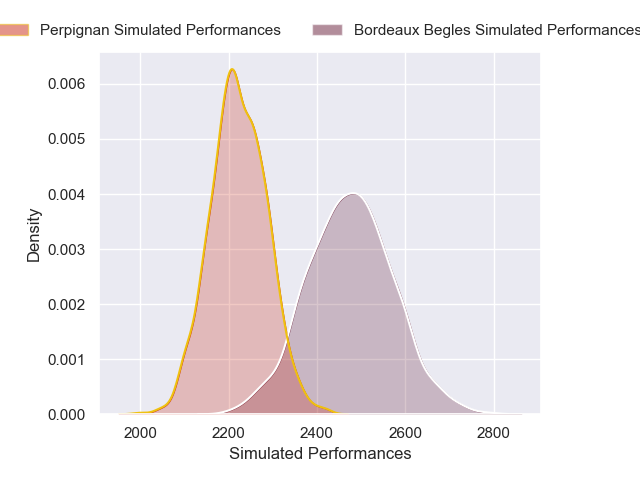 Perpignan Simulated Performances Bordeaux Begles Simulated Performances
0.006
0.005
0.004
0.003
0.002
0.001
0.000
Density
2000 2200 2400 2600 2800
Simulated Performances